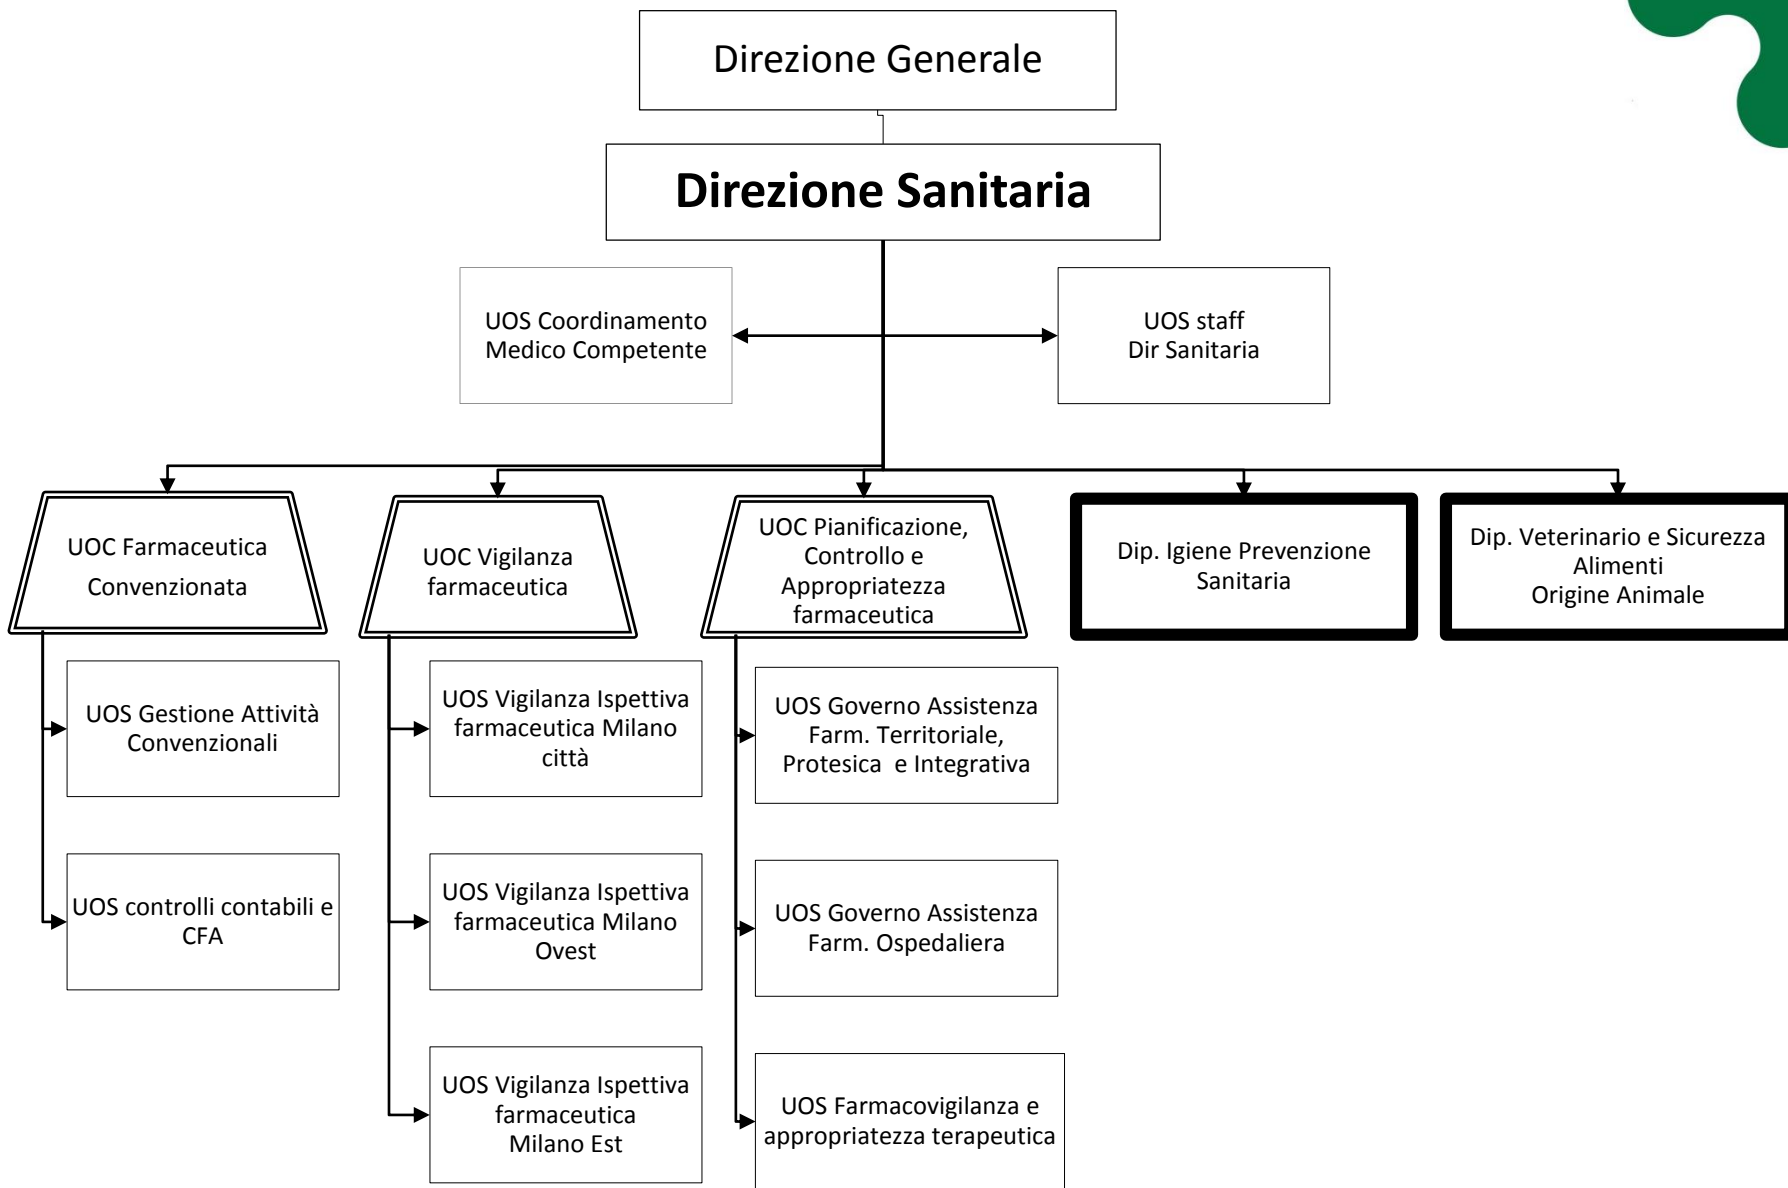 Direzione Generale
Direzione Sanitaria
UOS Coordinamento
Medico Competente
UOS staff
Dir Sanitaria
UOC Farmaceutica
Convenzionata
UOC Vigilanza
farmaceutica
UOC Pianificazione,
Controllo e
Appropriatezza
farmaceutica
Dip. Igiene Prevenzione
Sanitaria
Dip. Veterinario e Sicurezza
Alimenti
Origine Animale
UOS Gestione Attività
Convenzionali
UOS Vigilanza Ispettiva
farmaceutica Milano
città
UOS Governo Assistenza
Farm. Territoriale,
Protesica e Integrativa
UOS controlli contabili e
CFA
UOS Vigilanza Ispettiva
farmaceutica Milano
Ovest
UOS Governo Assistenza
Farm. Ospedaliera
UOS Vigilanza Ispettiva
farmaceutica
Milano Est
UOS Farmacovigilanza e
appropriatezza terapeutica